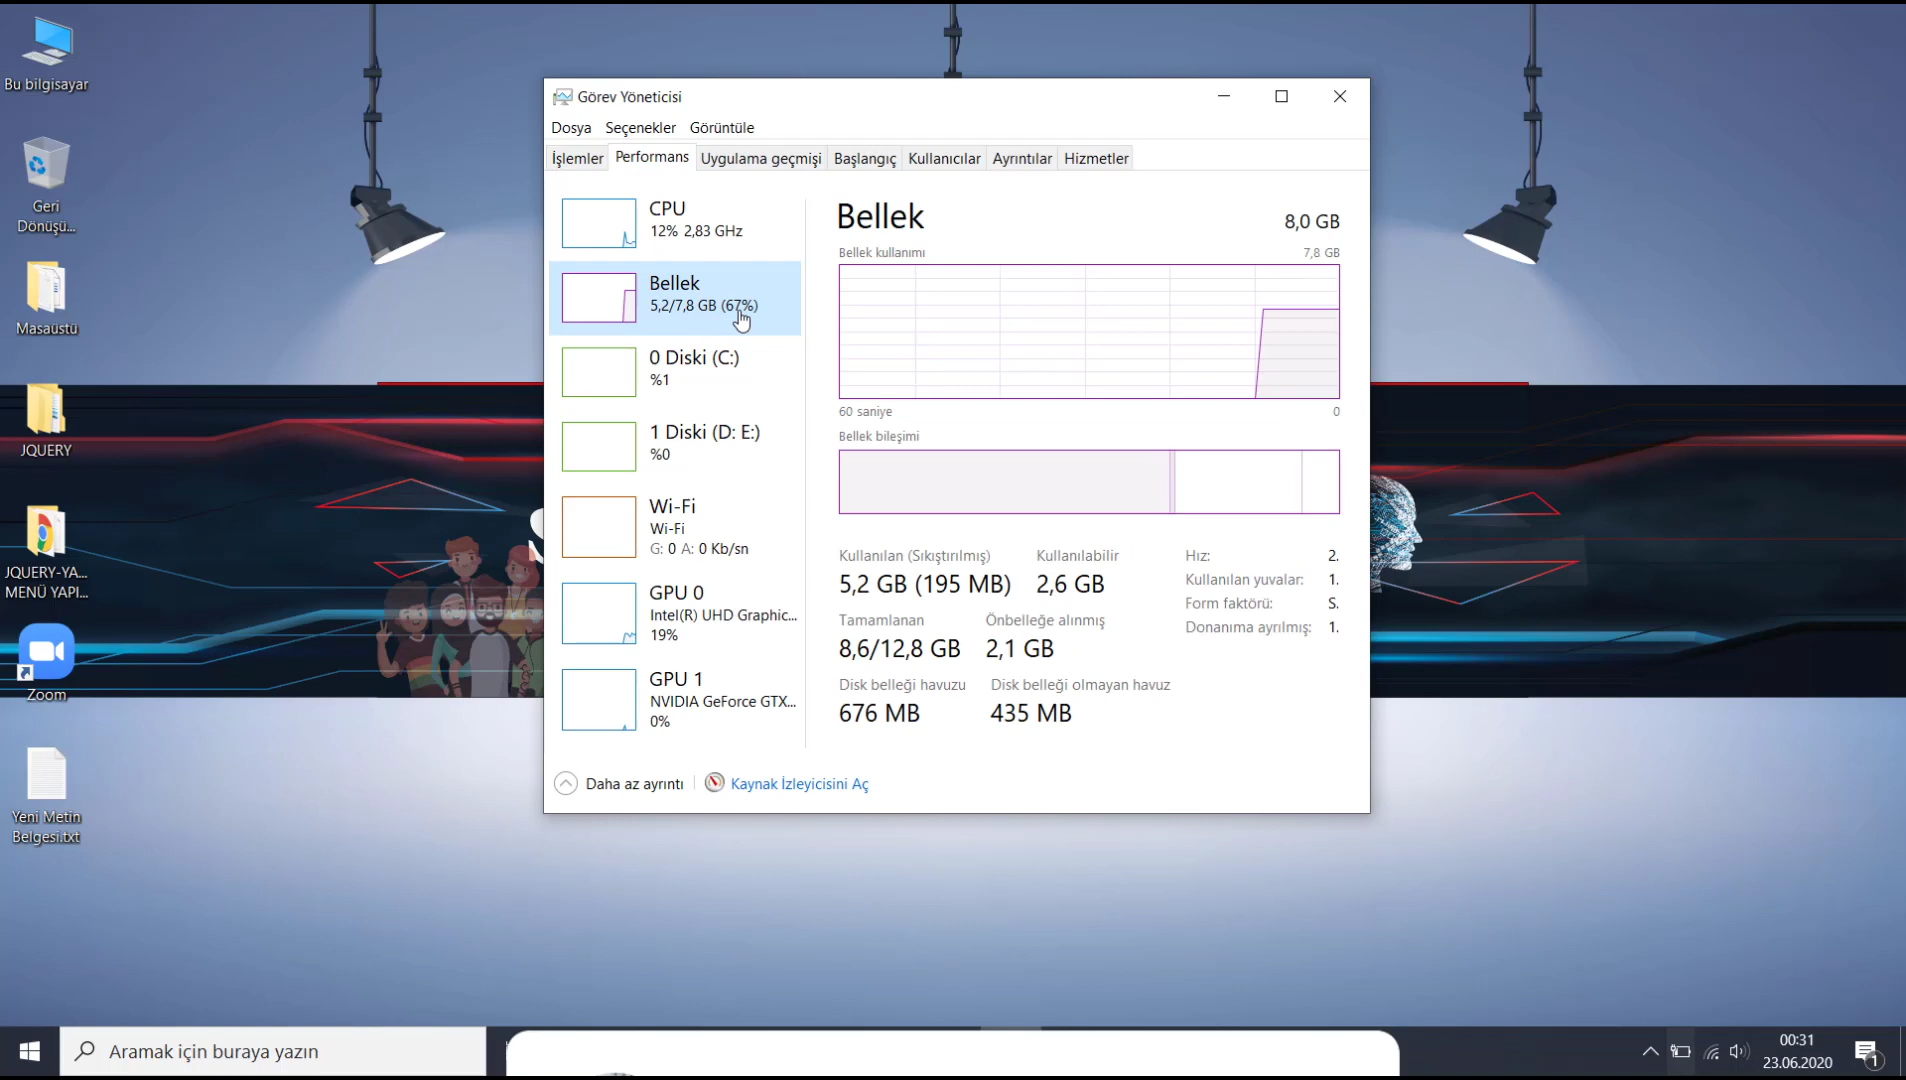 Bu bilgisayar
Geri
Dönüşü...
Masaüstü
JQUERY
JQUERY-YA...
MENÜ YAPI...
Zoom
Yeni Metin
Belgesi.txt
Görev Yöneticisi
Dosya Seçenekler Görüntüle
İşlemler Performans Uygulama geçmişi Başlangıç Kullanıcılar Ayrıntılar Hizmetler
CPU
12% 2,83 GHz
Bellek
5,2/7,8 GB (67%)
0 Diski (C:)
%1
1 Diski (D: E:)
%0
Wi-Fi
Wi-Fi
G: 0 A: 0 Kb/sn
GPU 0
Intel(R) UHD Graphic...
19%
GPU 1
NVIDIA GeForce GTX...
0%
Bellek 8,0 GB
Bellek kullanımı 7,8 GB
60 saniye 0
Bellek bileşimi
Kullanılan (Sıkıştırılmış) Kullanılabilir
5,2 GB (195 MB) 2,6 GB
Tamamlanan Önbelleğe alınmış
8,6/12,8 GB 2,1 GB
Disk belleği havuzu Disk belleği olmayan havuz
676 MB 435 MB
Hız: 2.
Kullanılan yuvalar: 1.
Form faktörü: S.
Donanıma ayrılmış: 1.
Daha az ayrıntı Kaynak İzleyicisini Aç
Aramak için buraya yazın
00:31
23.06.2020
1